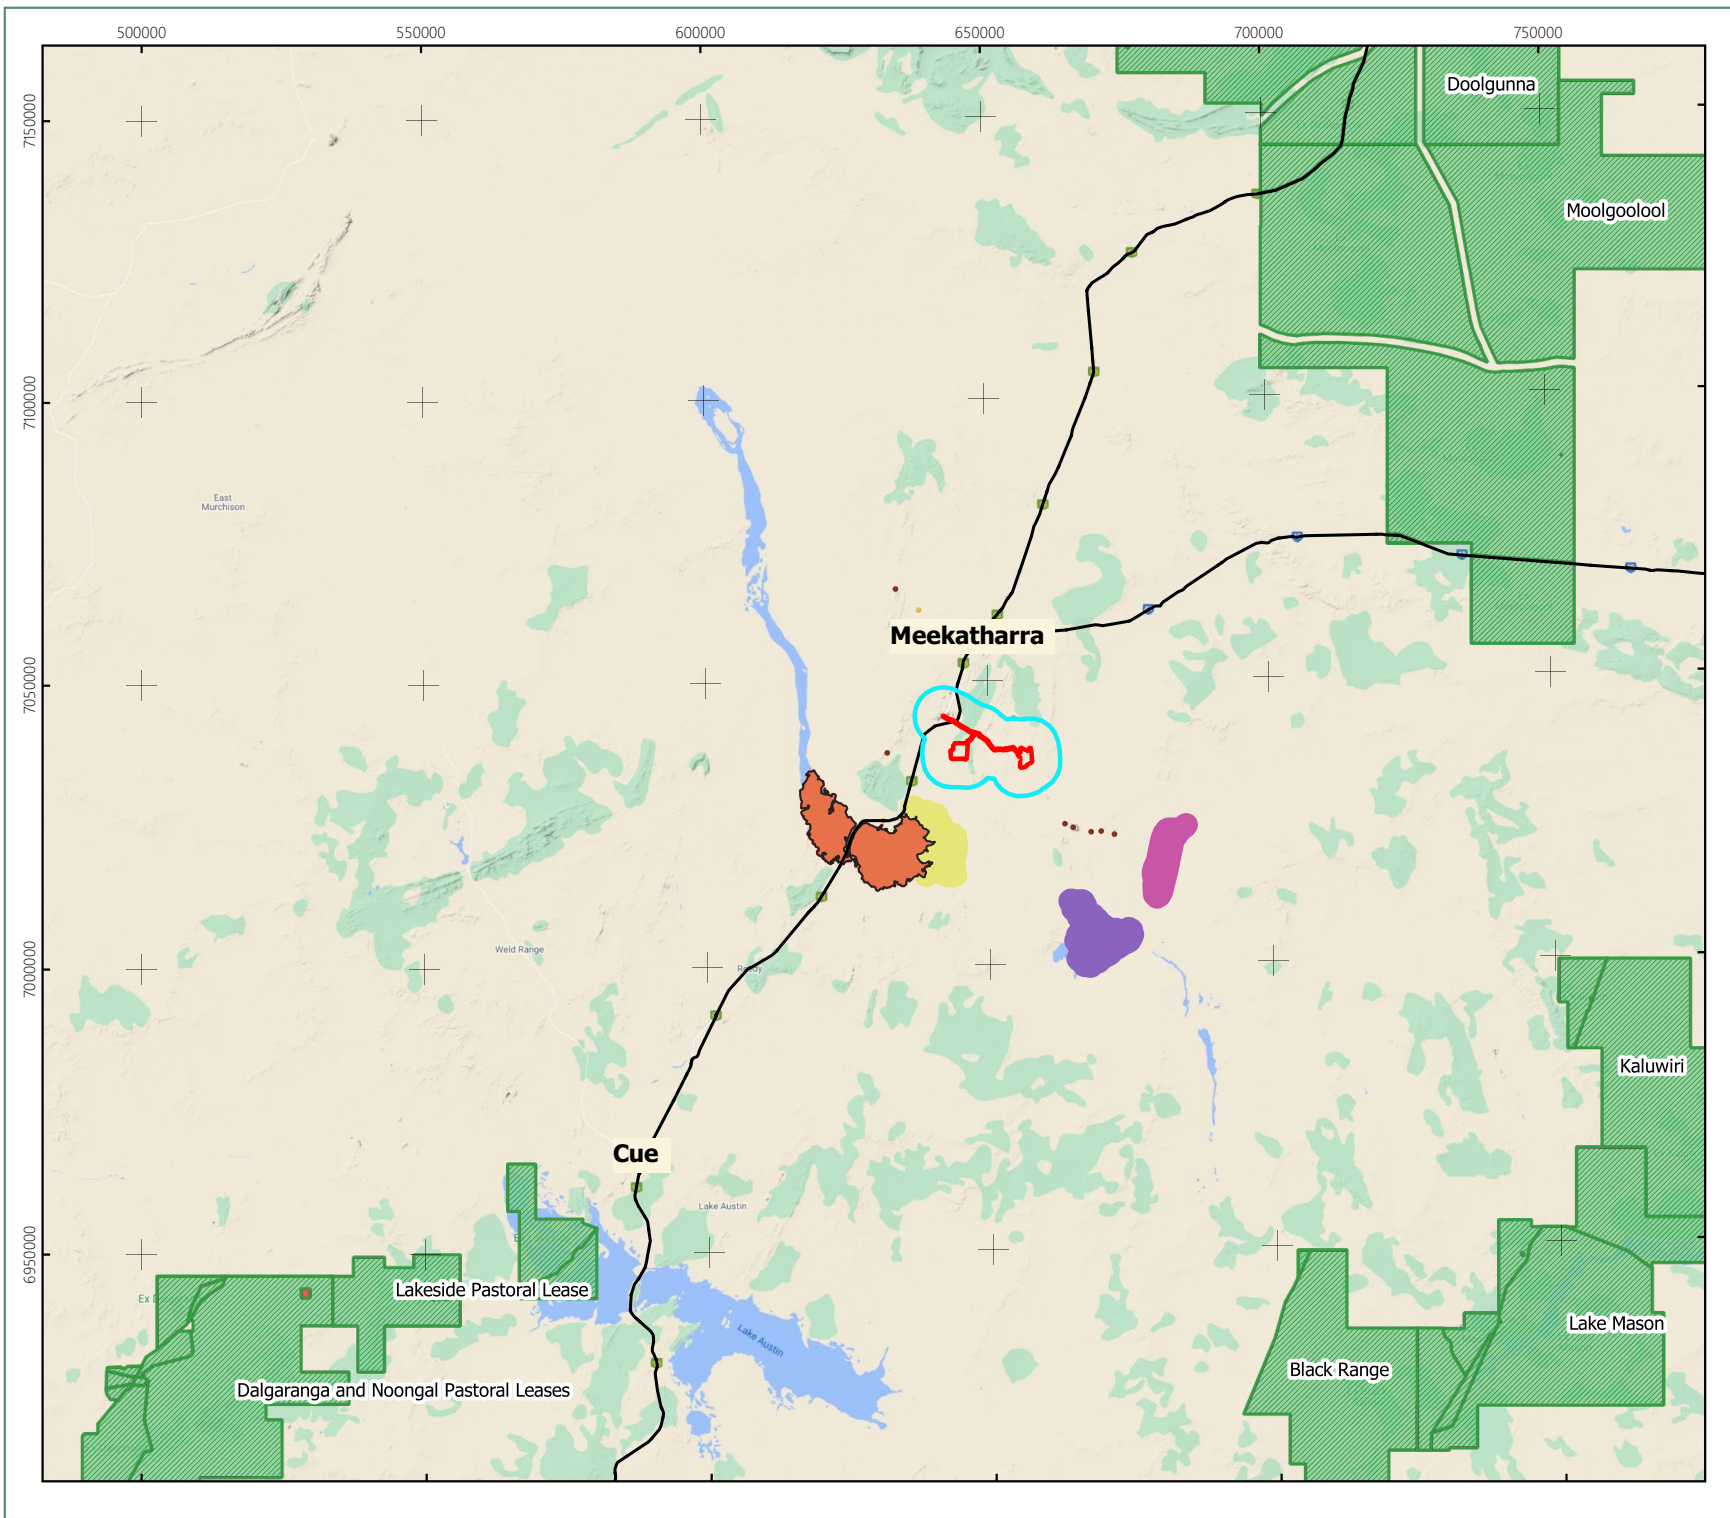 500000
550000
600000
650000
700000
750000
Doolgunna
7150000
Moolgoolool
7100000
East
Murchison
Meekatharra
7050000
Weld Range
Reedy
7000000
Kaluwiri
Cue
Lake Austin
6950000
Lakeside Pastoral Lease
Lake Mason
Lake Austin
Black Range
Dalgaranga and Noongal Pastoral Leases